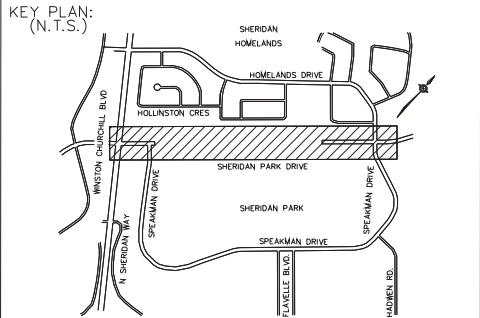 KEY PLAN:
(N.T.S.)
SHERIDAN
HOMELANDS
HOMELANDS DRIVE
HOLLINSTON CRES
WINSTON CHURCHILL BLVD
SHERIDAN PARK DRIVE
SPEAKMAN DRIVE
SPEAKMAN DRIVE
SHERIDAN PARK
N SHERIDAN WAY
SPEAKMAN DRIVE
FLAVELLE BLVD.
HADWEN RD.